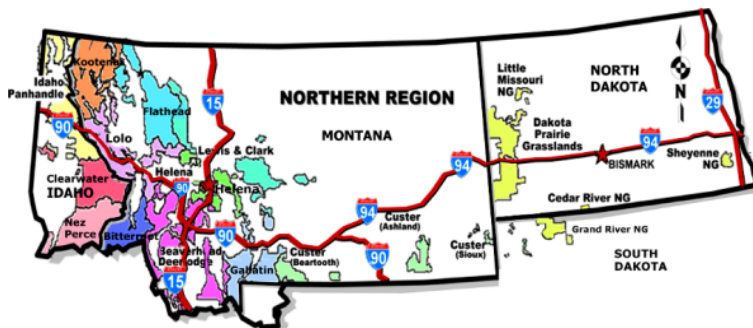 Kootenai
Idaho
Panhandle
90
Lolo
Flathead
15
NORTHERN REGION
MONTANA
Lewis & Clark
Helena
90
Helena
Clearwater
IDAHO
Nez
Perce
Bitterroot
Beaverhead
Deerlodge
15
90
Gallatin
Custer
(Beartooth)
94
Custer
(Ashland)
90
94
Custer
(Sioux)
Little
Missouri
NG
NORTH
DAKOTA
N
29
Dakota
Prairie
Grasslands
94
BISMARK
Sheyenne
NG
Cedar River NG
Grand River NG
SOUTH
DAKOTA